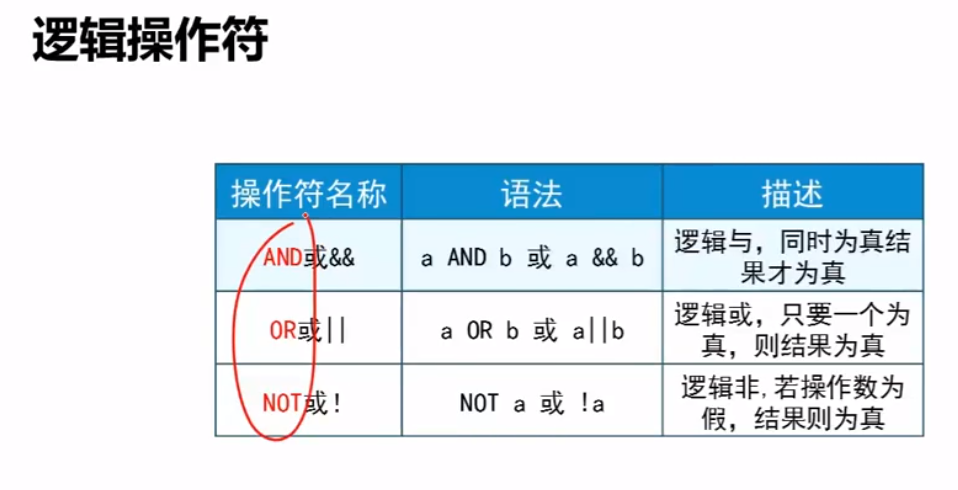 逻辑操作符
操作符名称 语法 描述
AND或&& a AND b 或 a && b 逻辑与，同时为真结
果才为真
OR或|| a OR b 或 a||b 逻辑或，只要一个为
真，则结果为真
NOT或! NOT a 或 !a 逻辑非,若操作数为
假，结果则为真